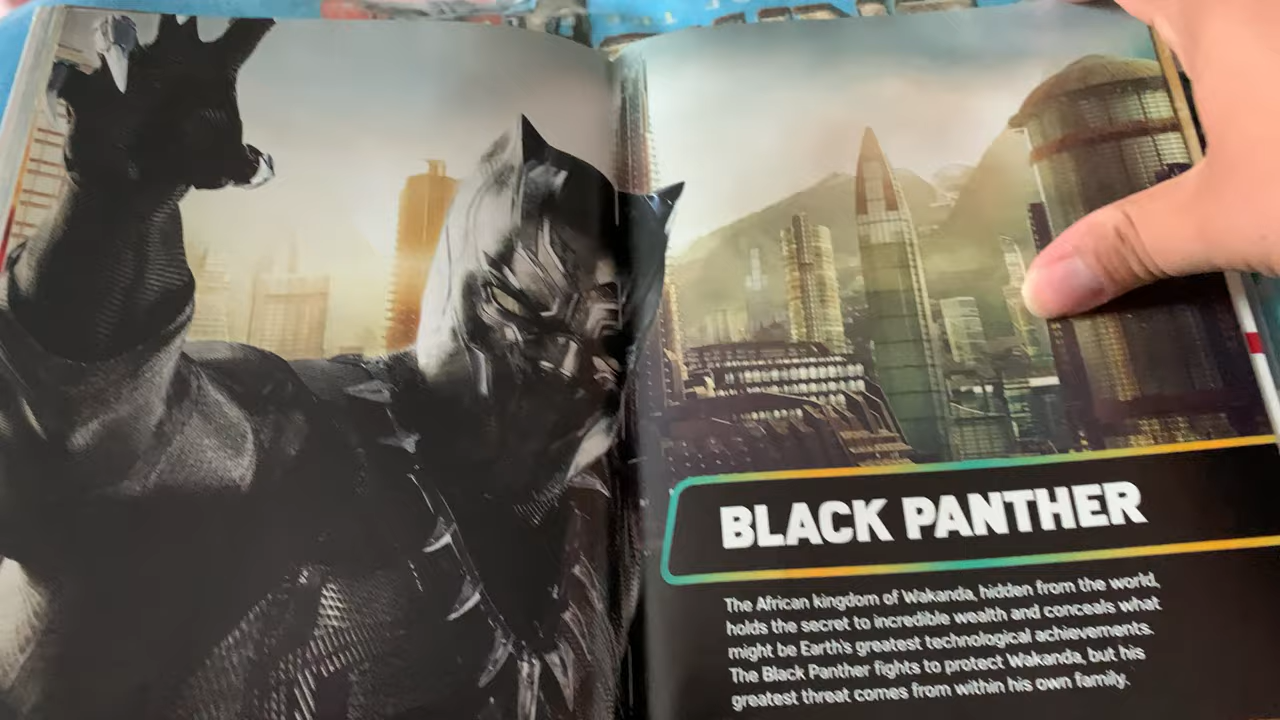 BLACK PANTHER
The African kingdom of Wakanda, hidden from the world,
holds the secret to incredible wealth and conceals what
might be Earth's greatest technological achievements.
The Black Panther fights to protect Wakanda, but his
greatest threat comes from within his own family.